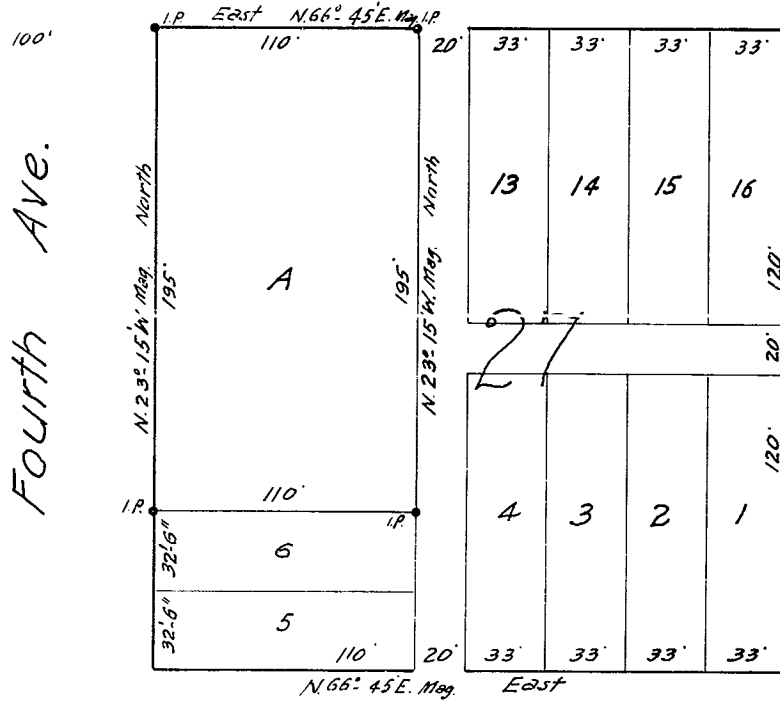 I.P. East N.66°-45'E. Mag. I.P.
100'
110' 20' 33' 33' 33' 33'
Fourth Ave.
N.23°-15'W. Mag. North
195'
A
195'
N.23°-15'W. Mag. North
13 14 15 16
120'
27
20'
120'
110'
I.P. I.P.
4 3 2 1
32'-6"
6
32'-6"
5
110' 20' 33' 33' 33' 33'
N.66°-45'E. Mag. East